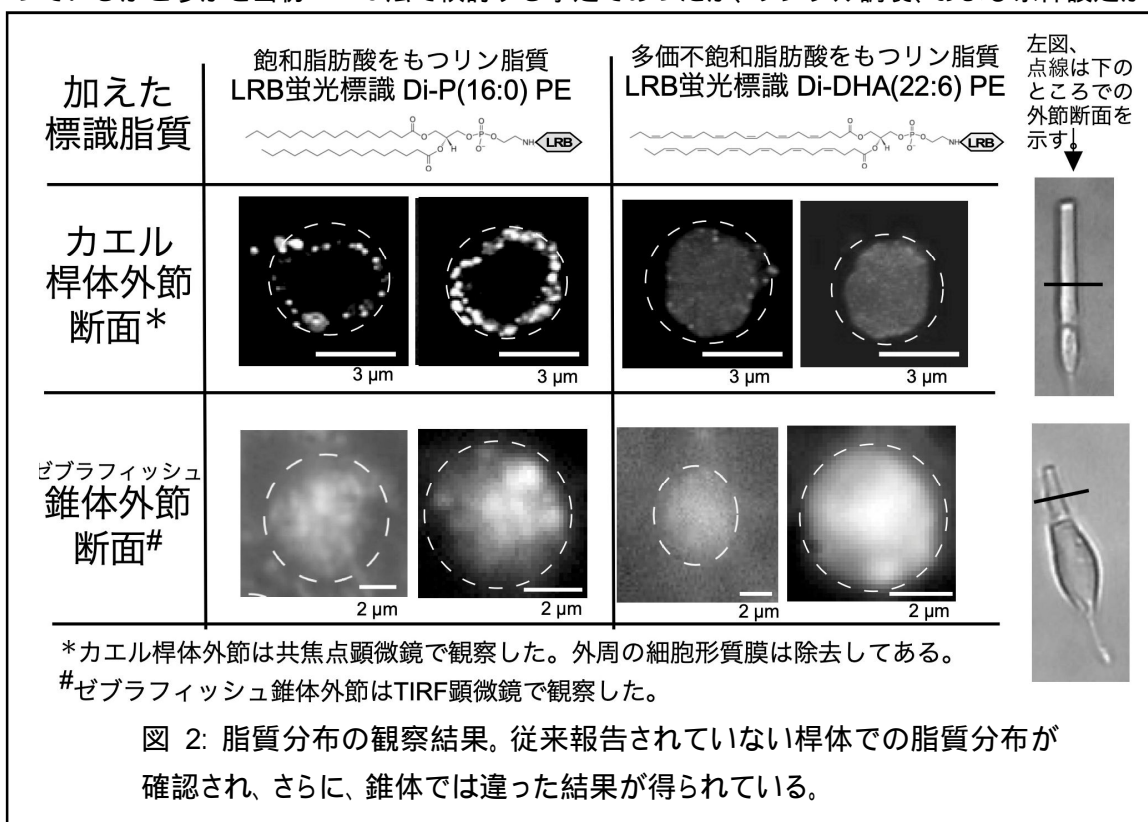 加えた
標識脂質
飽和脂肪酸をもつリン脂質
LRB蛍光標識 Di-P(16:0) PE
LRB
多価不飽和脂肪酸をもつリン脂質
LRB蛍光標識 Di-DHA(22:6) PE
LRB
左図、
点線は下の
ところでの
外節断面を
示す。
カエル
桿体外節
断面*
3 μm
3 μm
3 μm
3 μm
ゼブラフィッシュ
錐体外節
断面#
2 μm
2 μm
2 μm
2 μm
*カエル桿体外節は共焦点顕微鏡で観察した。外周の細胞形質膜は除去してある。
#ゼブラフィッシュ錐体外節はTIRF顕微鏡で観察した。
図 2: 脂質分布の観察結果。従来報告されていない桿体での脂質分布が
確認され、さらに、錐体では違った結果が得られている。